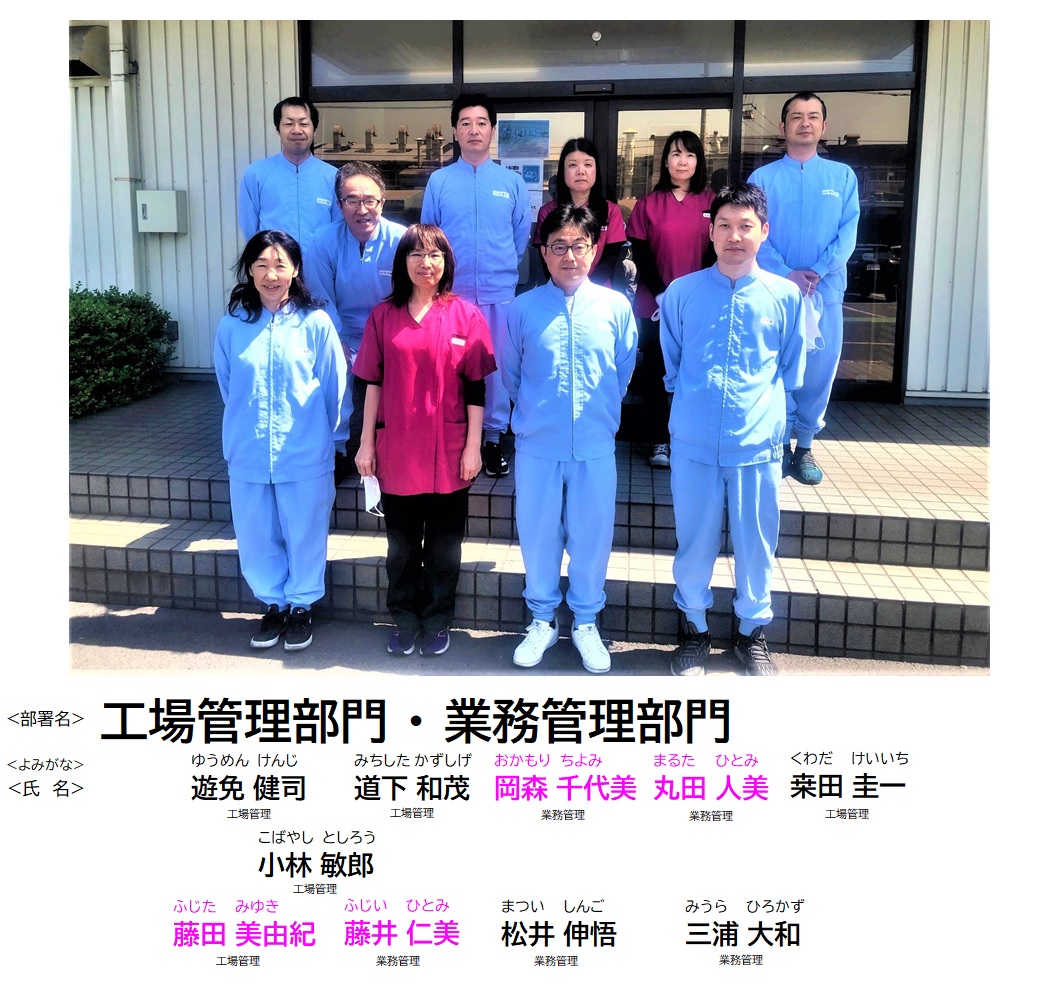 <部署名> 工場管理部門・業務管理部門
<よみがな> ゆうめん けんじ みちした かずしげ おかもり ちよみ まるた ひとみ くわだ けいいち
<氏 名> 遊免 健司 道下 和茂 岡森 千代美 丸田 人美 桒田 圭一
工場管理 工場管理 業務管理 業務管理 工場管理
こばやし としろう
小林 敏郎
工場管理
ふじた みゆき ふじい ひとみ まつい しんご みうら ひろかず
藤田 美由紀 藤井 仁美 松井 伸悟 三浦 大和
工場管理 業務管理 業務管理 業務管理